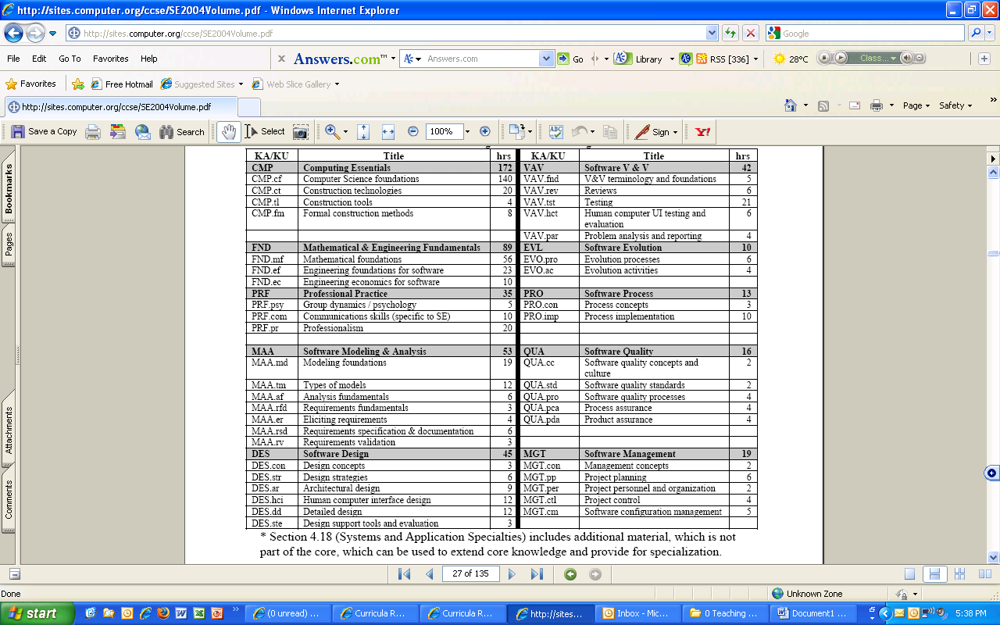 http://sites.computer.org/ccse/SE2004Volume.pdf - Windows Internet Explorer
http://sites.computer.org/ccse/SE2004Volume.pdf
Google
File Edit Go To Favorites Help
Answers.com™ Answers.com Go Library RSS [336] 28°C Class...
Favorites Free Hotmail Suggested Sites Web Slice Gallery
http://sites.computer.org/ccse/SE2004Volume.pdf
Page Safety
Save a Copy Search Select 100% Sign Y!
Bookmarks
Pages
Attachments
Comments
KA/KU Title hrs KA/KU Title hrs
CMP Computing Essentials 172 VAV Software V & V 42
CMP.cf Computer Science foundations 140 VAV.fnd V&V terminology and foundations 5
CMP.ct Construction technologies 20 VAV.rev Reviews 6
CMP.tl Construction tools 4 VAV.tst Testing 21
CMP.fm Formal construction methods 8 VAV.hct Human computer UI testing and 6
evaluation
VAV.par Problem analysis and reporting 4
FND Mathematical & Engineering Fundamentals 89 EVL Software Evolution 10
FND.mf Mathematical foundations 56 EVO.pro Evolution processes 6
FND.ef Engineering foundations for software 23 EVO.ac Evolution activities 4
FND.ec Engineering economics for software 10
PRF Professional Practice 35 PRO Software Process 13
PRF.psy Group dynamics / psychology 5 PRO.con Process concepts 3
PRF.com Communications skills (specific to SE) 10 PRO.imp Process implementation 10
PRF.pr Professionalism 20
MAA Software Modeling & Analysis 53 QUA Software Quality 16
MAA.md Modeling foundations 19 QUA.cc Software quality concepts and 2
culture
MAA.tm Types of models 12 QUA.std Software quality standards 2
MAA.af Analysis fundamentals 6 QUA.pro Software quality processes 4
MAA.rfd Requirements fundamentals 3 QUA.pca Process assurance 4
MAA.er Eliciting requirements 4 QUA.pda Product assurance 4
MAA.rsd Requirements specification & documentation 6
MAA.rv Requirements validation 3
DES Software Design 45 MGT Software Management 19
DES.con Design concepts 3 MGT.con Management concepts 2
DES.str Design strategies 6 MGT.pp Project planning 6
DES.ar Architectural design 9 MGT.per Project personnel and organization 2
DES.hci Human computer interface design 12 MGT.ctl Project control 4
DES.dd Detailed design 12 MGT.cm Software configuration management 5
DES.ste Design support tools and evaluation 3
* Section 4.18 (Systems and Application Specialties) includes additional material, which is not
part of the core, which can be used to extend core knowledge and provide for specialization.
27 of 135
Done Unknown Zone
start (0 unread) ... Curricula R... Curricula R... http://sites... Inbox - Mic... 0 Teaching ... Document1 ... 5:38 PM